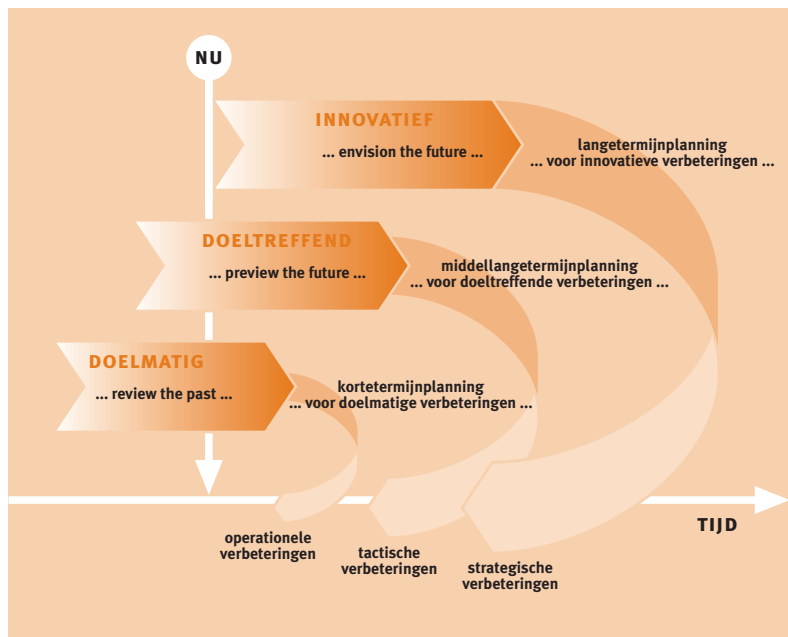 NU
INNOVATIEF
... envision the future ...
langetermijnplanning
... voor innovatieve verbeteringen ...
DOELTREFFEND
... preview the future ...
middellangetermijnplanning
... voor doeltreffende verbeteringen ...
DOELMATIG
... review the past ...
kortetermijnplanning
... voor doelmatige verbeteringen ...
TIJD
operationele
verbeteringen
tactische
verbeteringen
strategische
verbeteringen